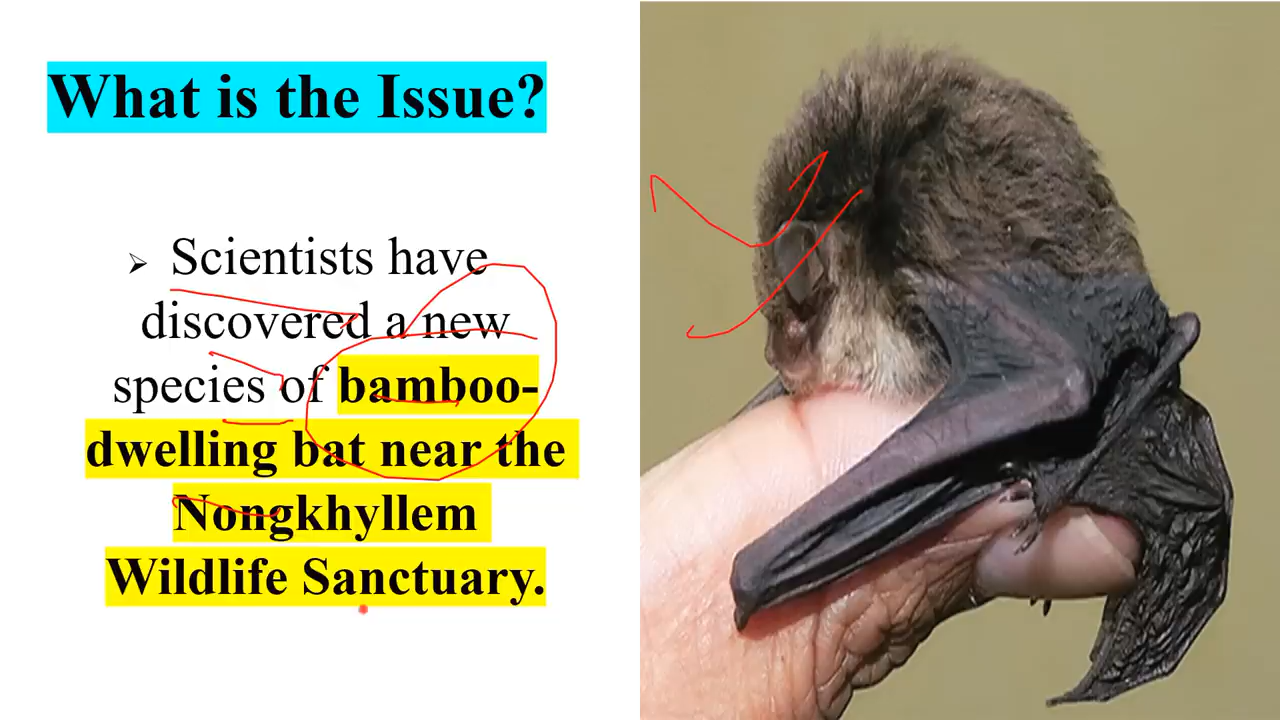 What is the Issue?
➢ Scientists have
discovered a new
species of bamboo-
dwelling bat near the
Nongkhyllem
Wildlife Sanctuary.